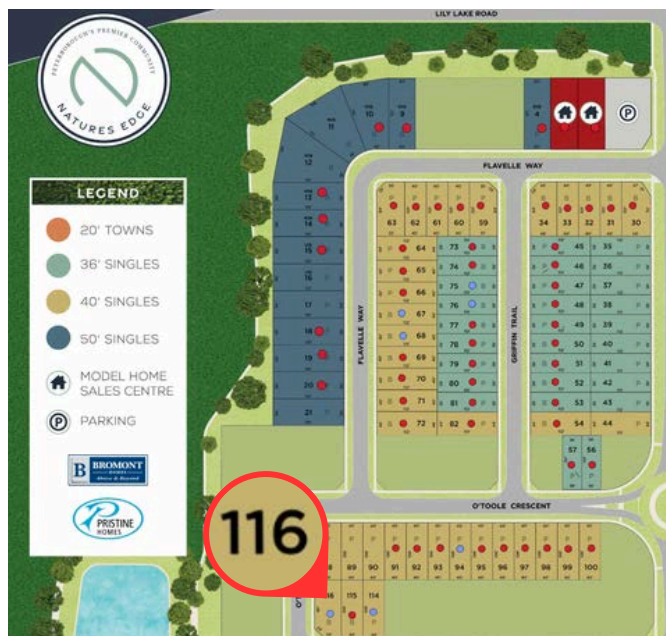 LILY LAKE ROAD
PETERBOROUGH'S PREMIER COMMUNITY
NATURES EDGE
LEGEND
20' TOWNS
36' SINGLES
40' SINGLES
50' SINGLES
MODEL HOME
SALES CENTRE
P PARKING
B BROMONT
HOMES
Above & Beyond
PRISTINE
HOMES
11
10
9
4
P
12
13
14
15
16
17
18
19
20
21
FLAVELLE WAY
FLAVELLE WAY
GRIFFIN TRAIL
63 62 61 60 59
34 33 32 31 30
64 73
65 74
66 75
67 76
68 77
69 78
70 79
71 80
72 81
82
45 35
46 36
47 37
48 38
49 39
50 40
51 41
52 42
53 43
54 44
57 56
O'TOOLE CRESCENT
116
89 90 91 92 93 94 95 96 97 98 99 100
115 114